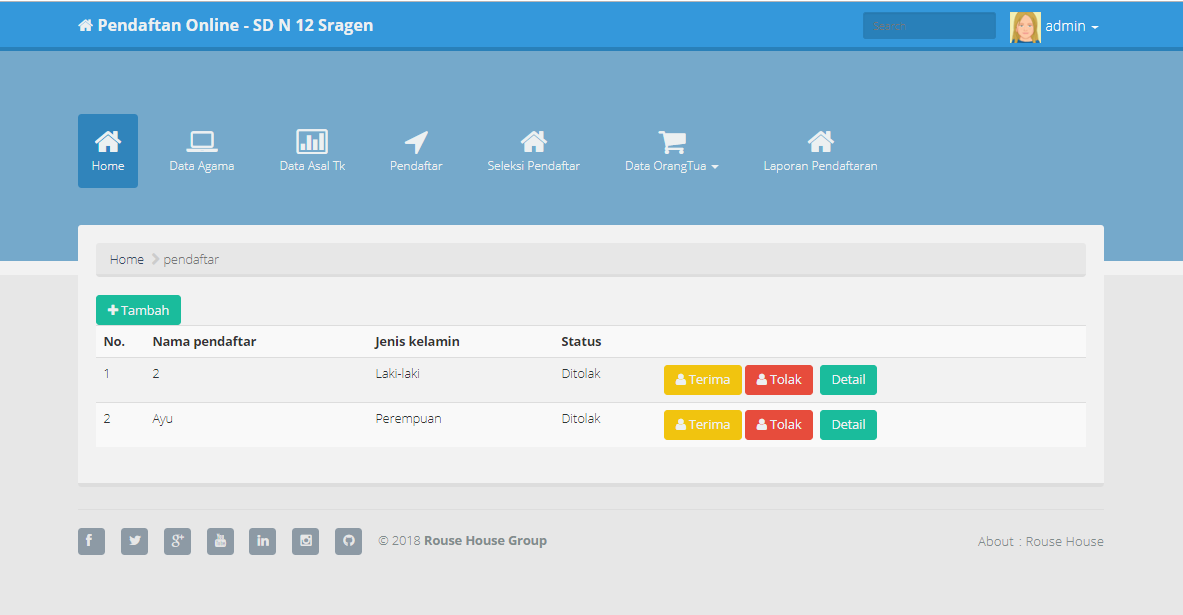 Pendaftan Online - SD N 12 Sragen
Search
admin
Home
Data Agama
Data Asal Tk
Pendaftar
Seleksi Pendaftar
Data OrangTua
Laporan Pendaftaran
Home pendaftar
Tambah
No. Nama pendaftar Jenis kelamin Status
1 2 Laki-laki Ditolak Terima Tolak Detail
2 Ayu Perempuan Ditolak Terima Tolak Detail
© 2018 Rouse House Group
About : Rouse House